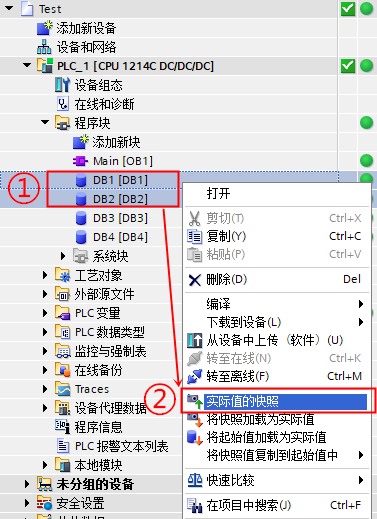 Test
添加新设备
设备和网络
PLC_1 [CPU 1214C DC/DC/DC]
设备组态
在线和诊断
程序块
添加新块
Main [OB1]
① DB1 [DB1]
DB2 [DB2]
DB3 [DB3]
DB4 [DB4]
系统块
工艺对象
外部源文件
PLC 变量
PLC 数据类型
监控与强制表
在线备份
Traces
设备代理数据
程序信息
PLC 报警文本列表
本地模块
未分组的设备
安全设置
打开
剪切(T) Ctrl+X
复制(Y) Ctrl+C
粘贴(P) Ctrl+V
删除(D) Del
编译
下载到设备(L)
从设备中上传（软件）(U)
转至在线(N) Ctrl+K
转至离线(F) Ctrl+M
② 实际值的快照
将快照加载为实际值
将起始值加载为实际值
将快照值复制到起始值中
快速比较
在项目中搜索(J) Ctrl+F